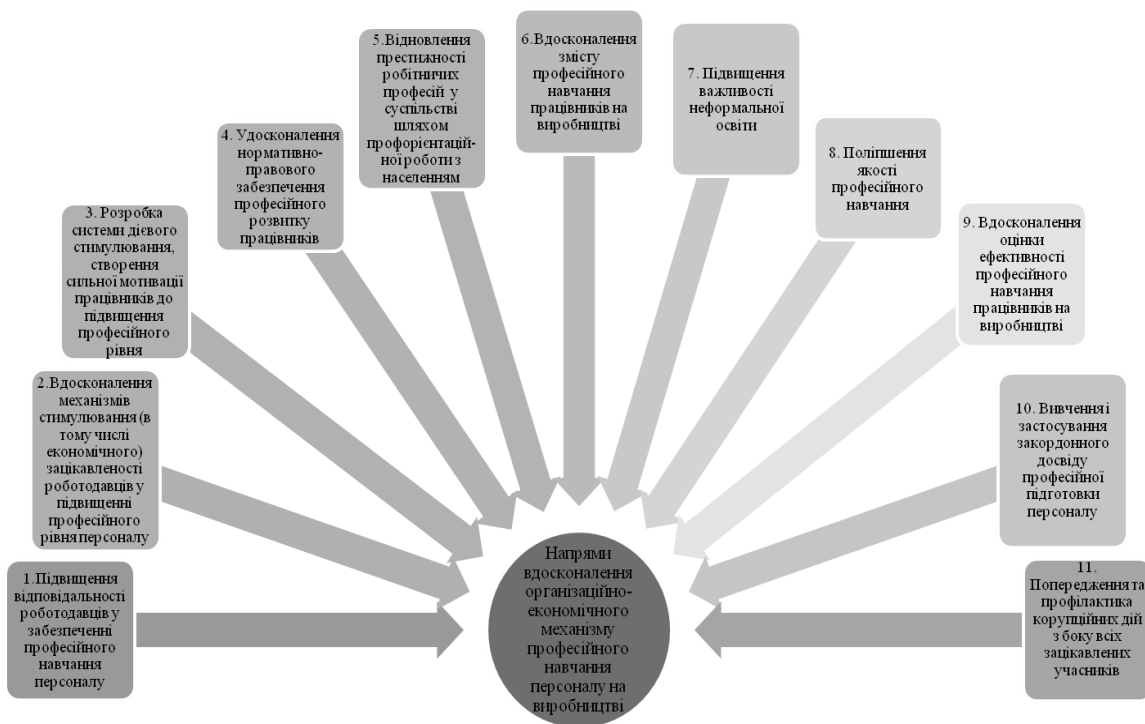 1.Підвищення
відповідальності
роботодавців у
забезпеченні
професійного
навчання
персоналу
2.Вдосконалення
механізмів
стимулювання (в
тому числі
економічного)
зацікавленості
роботодавців у
підвищенні
професійного
рівня персоналу
3. Розробка
системи дієвого
стимулювання,
створення
сильної мотивації
працівників до
підвищення
професійного
рівня
4. Удосконалення
нормативно-
правового
забезпечення
професійного
розвитку
працівників
5.Відновлення
престижності
робітничих
професій у
суспільстві
шляхом
профорієнтацій-
ної роботи з
населенням
6.Вдосконалення
змісту
професійного
навчання
працівників на
виробництві
7. Підвищення
важливості
неформальної
освіти
8. Поліпшення
якості
професійного
навчання
9. Вдосконалення
оцінки
ефективності
професійного
навчання
працівників на
виробництві
10. Вивчення і
застосування
закордонного
досвіду
професійної
підготовки
персоналу
11.
Попередження та
профілактика
корупційних дій
з боку всіх
зацікавлених
учасників
Напрями
вдосконалення
організаційно-
економічного
механізму
професійного
навчання
персоналу на
виробництві